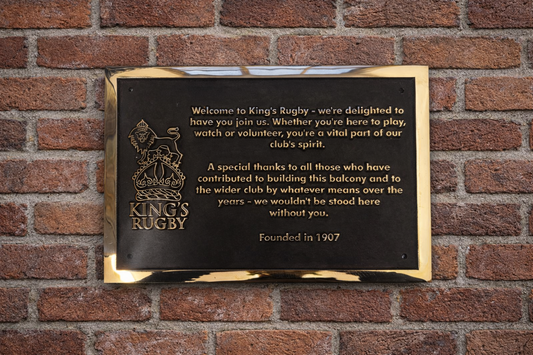 Welcome to King's Rugby - we're delighted to
have you join us. Whether you're here to play,
watch or volunteer, you're a vital part of our
club's spirit.
A special thanks to all those who have
contributed to building this balcony and to
the wider club by whatever means over the
years - we wouldn't be stood here
without you.
Founded in 1907
KING'S
RUGBY